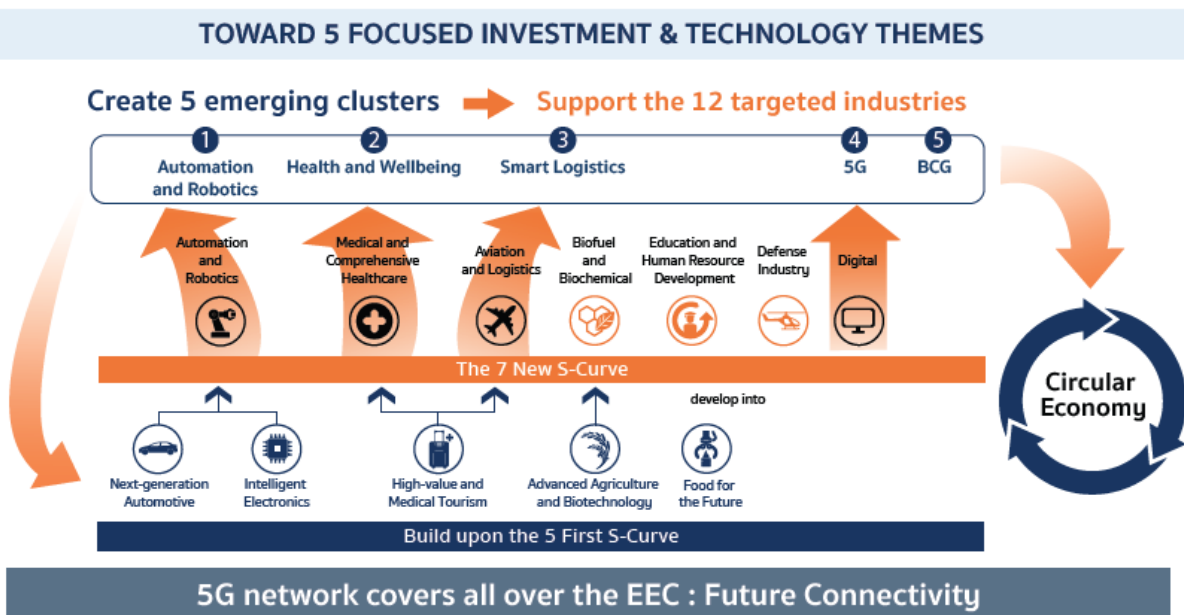 TOWARD 5 FOCUSED INVESTMENT & TECHNOLOGY THEMES
Create 5 emerging clusters
Support the 12 targeted industries
1
Automation
and Robotics
2
Health and Wellbeing
3
Smart Logistics
4
5G
5
BCG
Automation
and
Robotics
Medical and
Comprehensive
Healthcare
Aviation
and Logistics
Biofuel
and
Biochemical
Education and
Human Resource
Development
Defense
Industry
Digital
The 7 New S-Curve
develop into
Circular
Economy
Next-generation
Automotive
Intelligent
Electronics
High-value and
Medical Tourism
Advanced Agriculture
and Biotechnology
Food for
the Future
Build upon the 5 First S-Curve
5G network covers all over the EEC : Future Connectivity